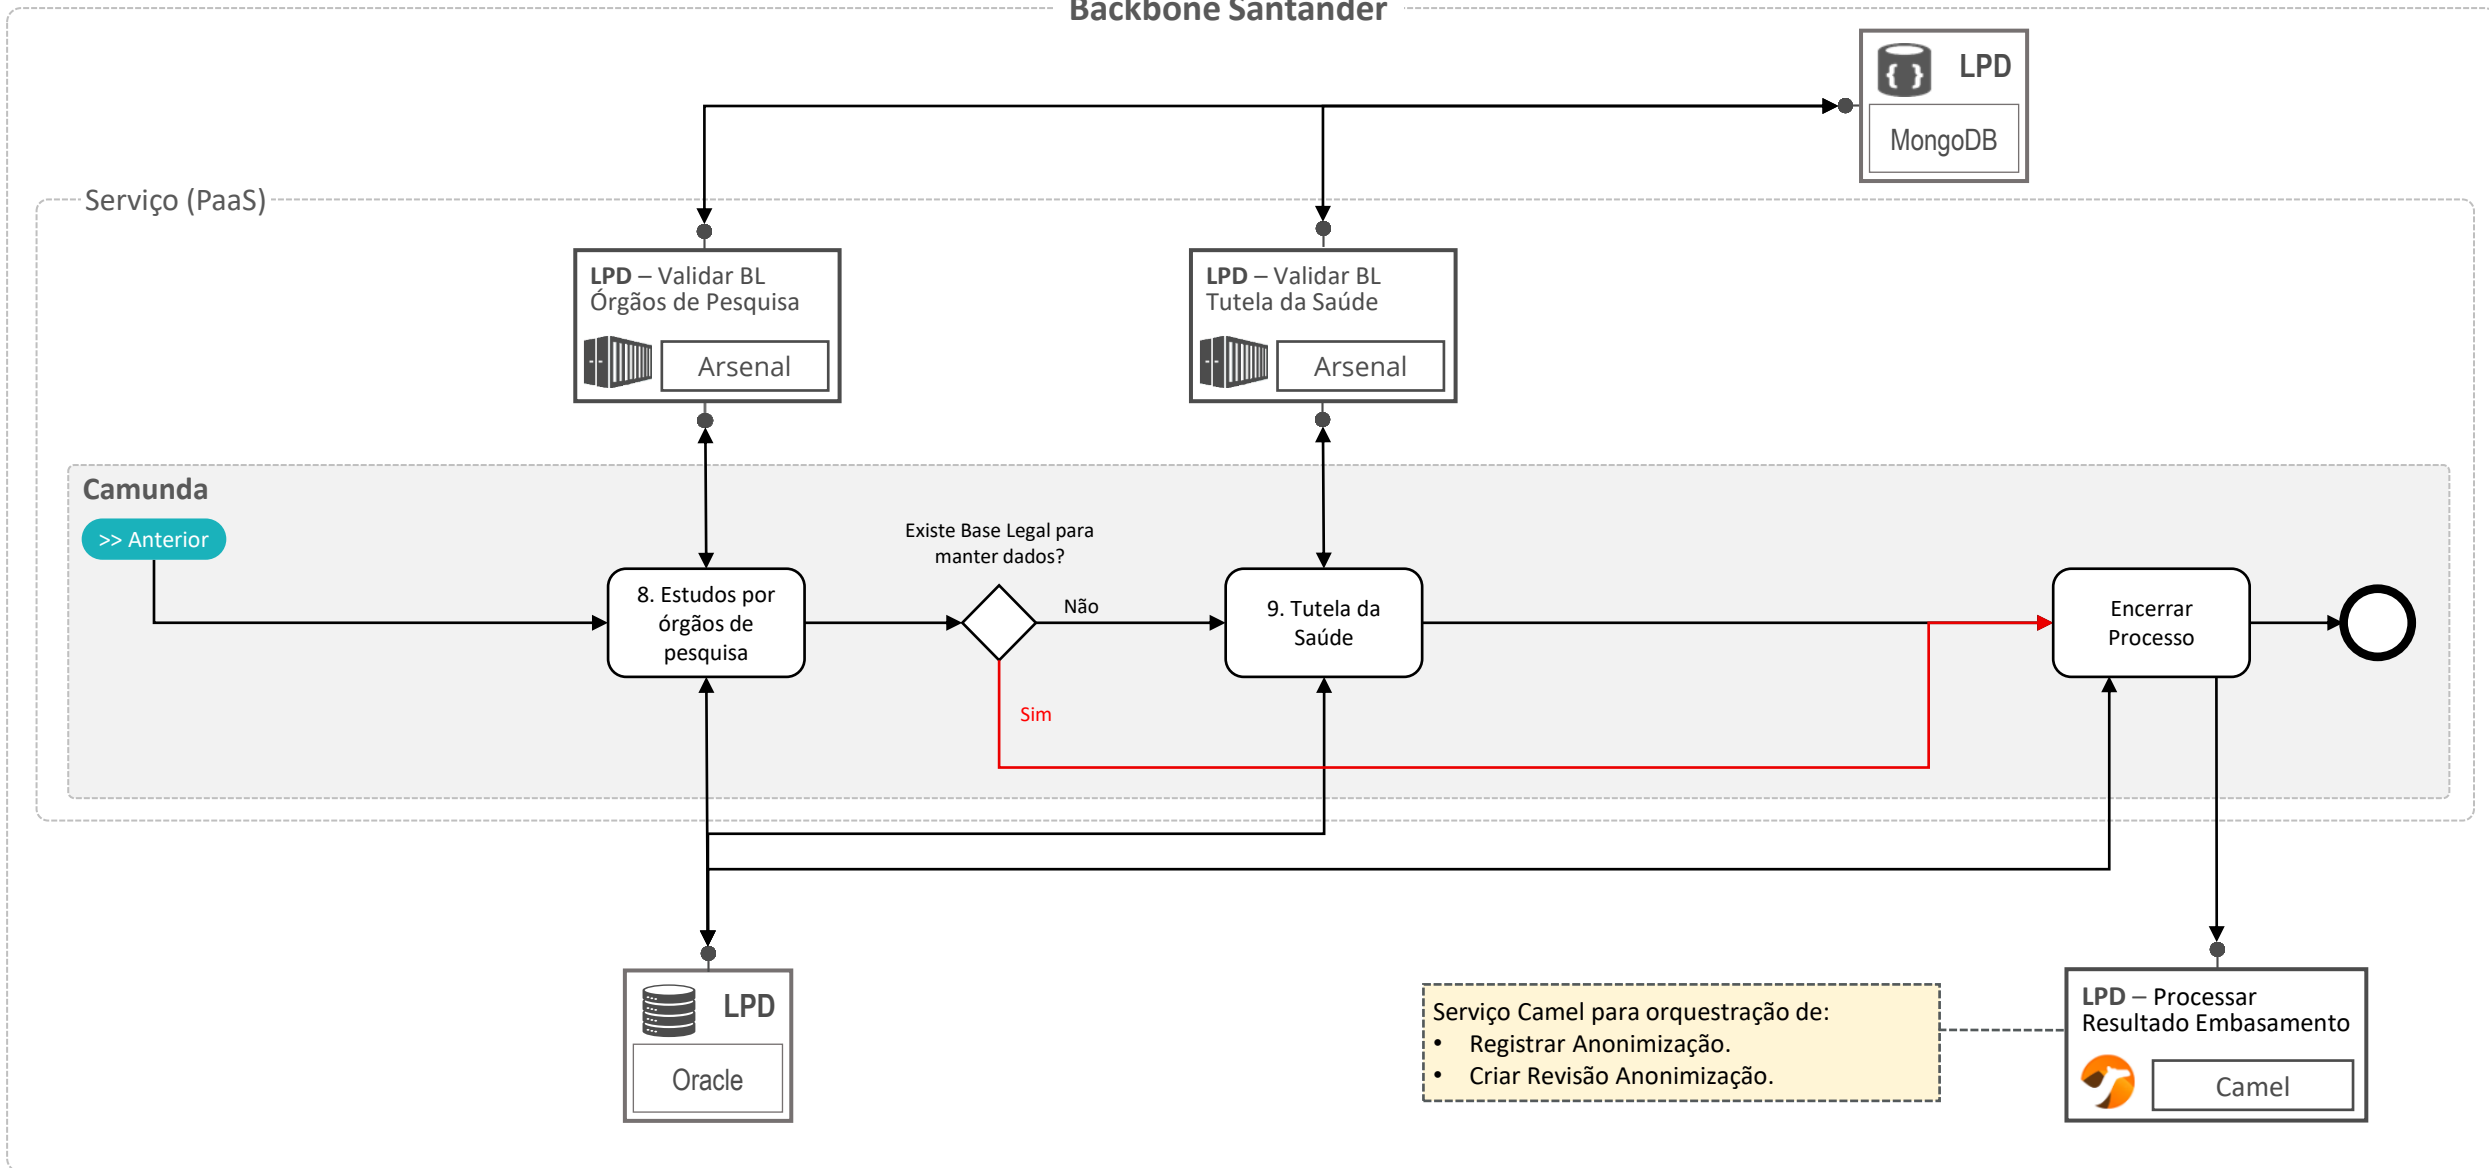 Backbone Santander
LPD
MongoDB
Serviço (PaaS)
LPD – Validar BL
Órgãos de Pesquisa
Arsenal
LPD – Validar BL
Tutela da Saúde
Arsenal
Camunda
>> Anterior
Existe Base Legal para
manter dados?
8. Estudos por
órgãos de
pesquisa
Não
9. Tutela da
Saúde
Encerrar
Processo
Sim
LPD
Oracle
Serviço Camel para orquestração de:
• Registrar Anonimização.
• Criar Revisão Anonimização.
LPD – Processar
Resultado Embasamento
Camel